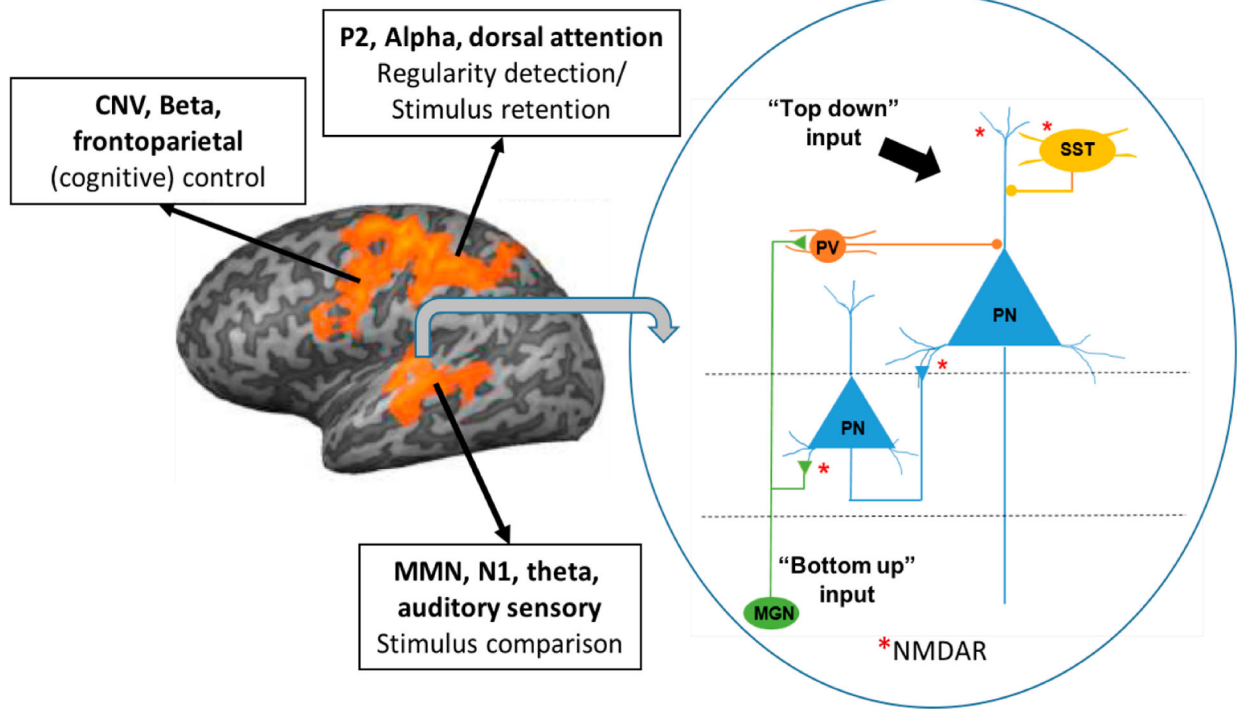 P2, Alpha, dorsal attention
Regularity detection/
Stimulus retention
CNV, Beta,
frontoparietal
(cognitive) control
MMN, N1, theta,
auditory sensory
Stimulus comparison
“Top down”
input
*
*
SST
PV
PN
*
PN
*
“Bottom up”
input
MGN
*NMDAR